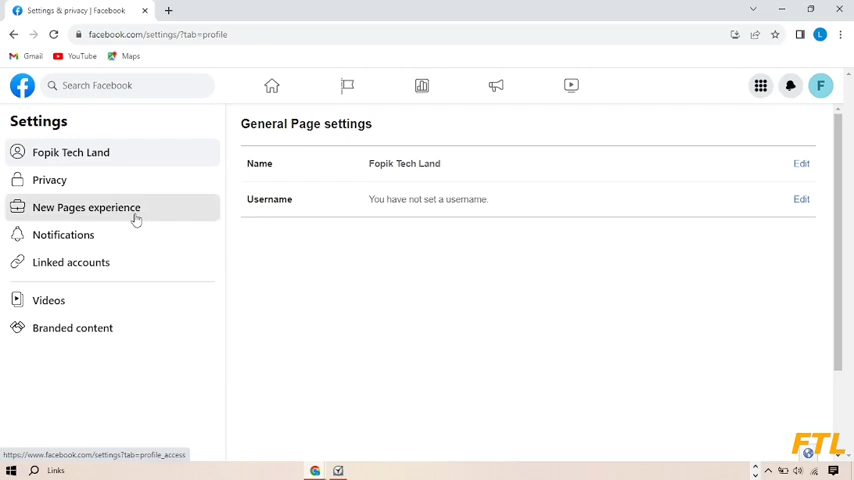 Settings & privacy | Facebook
facebook.com/settings/?tab=profile
L
Gmail YouTube Maps
Search Facebook
F
Settings
Fopik Tech Land
Privacy
New Pages experience
Notifications
Linked accounts
Videos
Branded content
General Page settings
Name Fopik Tech Land Edit
Username You have not set a username. Edit
https://www.facebook.com/settings?tab=profile_access
FTL
Links